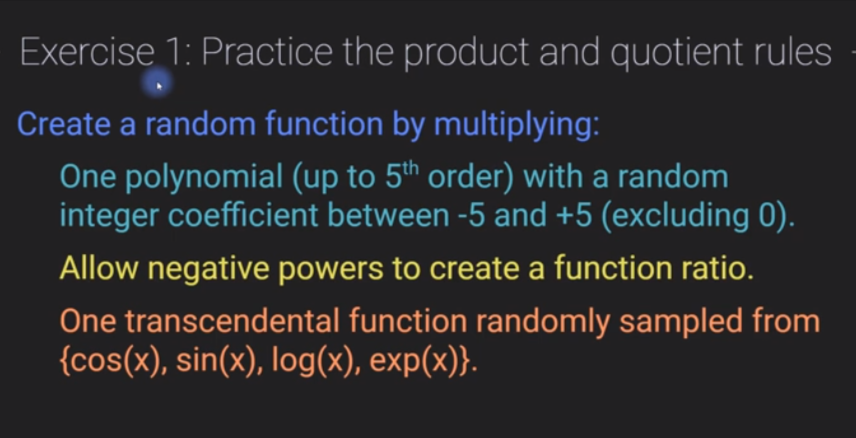 Exercise 1: Practice the product and quotient rules -
Create a random function by multiplying:
One polynomial (up to 5th order) with a random
integer coefficient between -5 and +5 (excluding 0).
Allow negative powers to create a function ratio.
One transcendental function randomly sampled from
{cos(x), sin(x), log(x), exp(x)}.